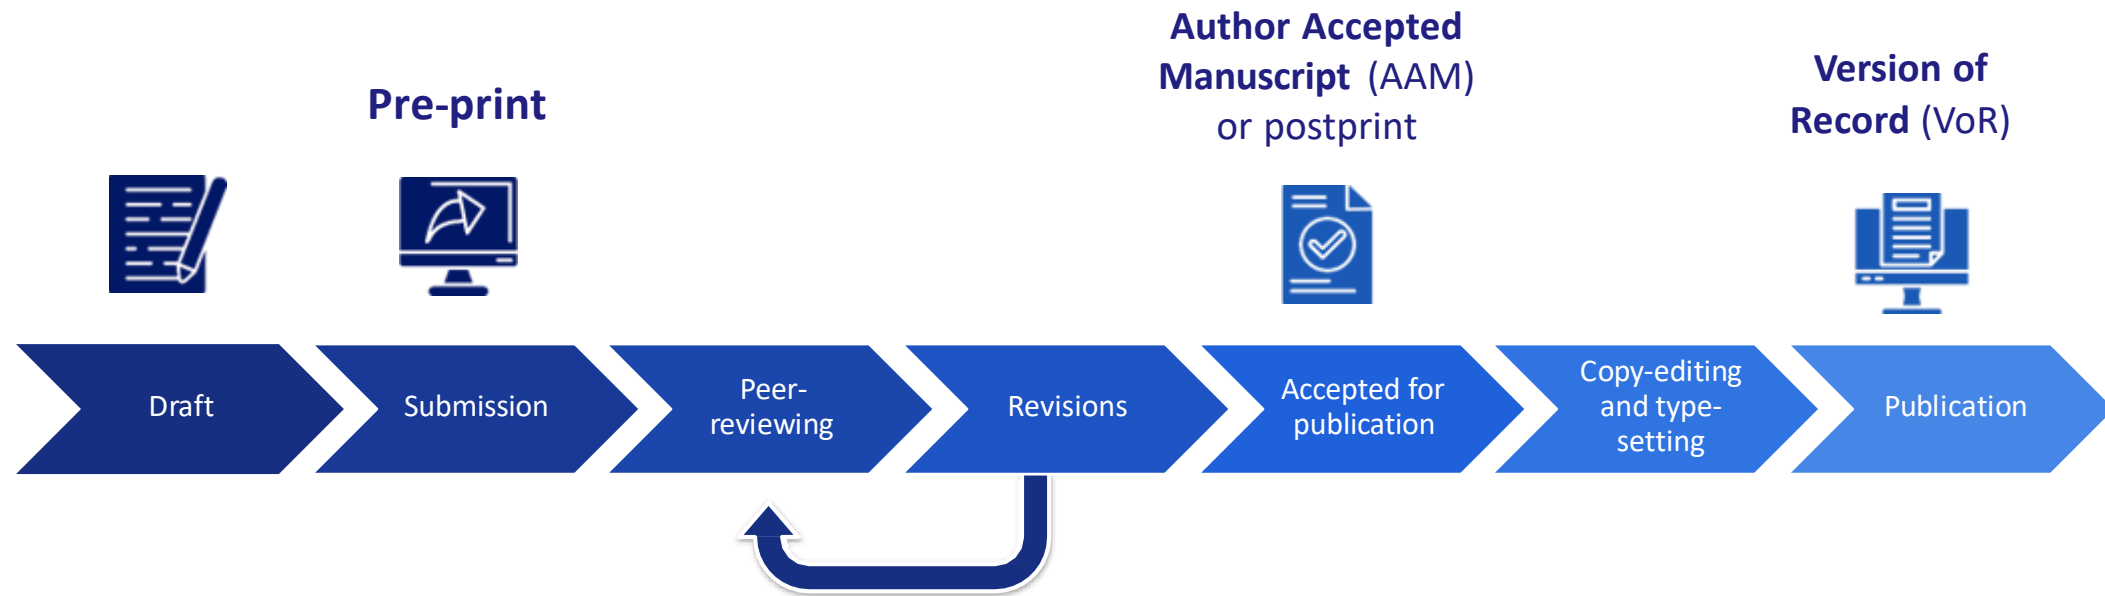 Pre-print
Author Accepted
Manuscript (AAM)
or postprint
Version of
Record (VoR)
Draft
Submission
Peer-
reviewing
Revisions
Accepted for
publication
Copy-editing
and type-
setting
Publication